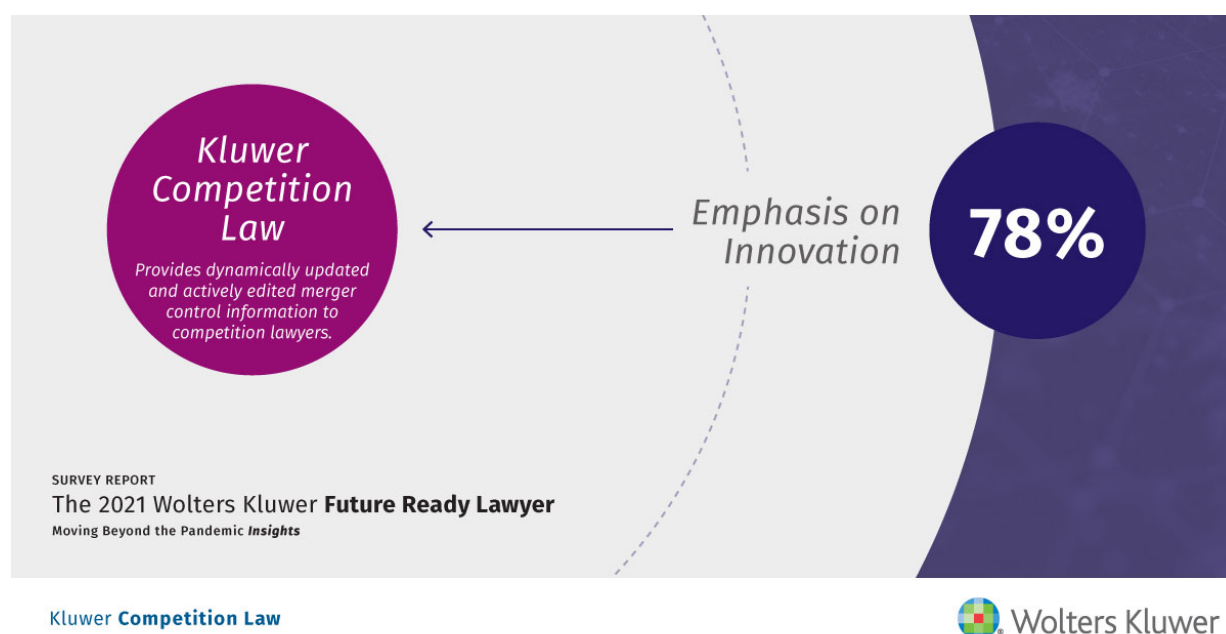 Kluwer
Competition
Law
Provides dynamically updated
and actively edited merger
control information to
competition lawyers.
Emphasis on
Innovation
78%
SURVEY REPORT
The 2021 Wolters Kluwer Future Ready Lawyer
Moving Beyond the Pandemic Insights
Kluwer Competition Law
Wolters Kluwer